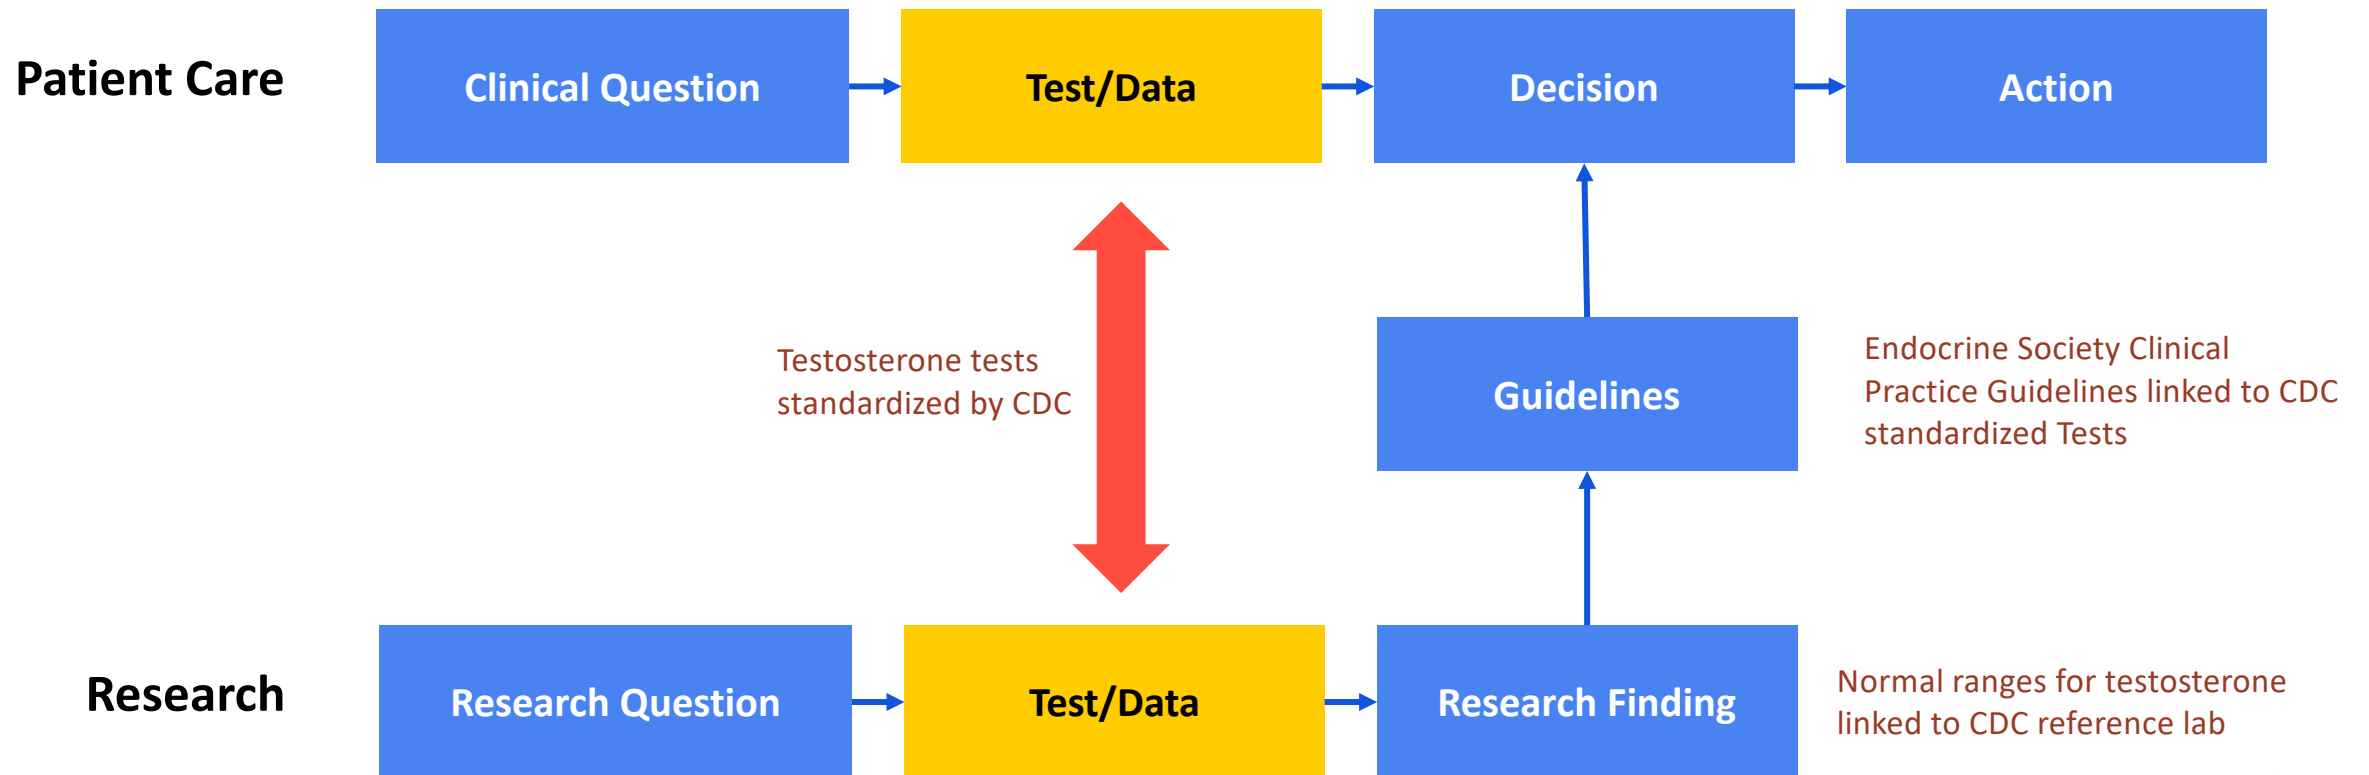 Patient Care
Clinical Question
Test/Data
Decision
Action
Testosterone tests
standardized by CDC
Guidelines
Endocrine Society Clinical
Practice Guidelines linked to CDC
standardized Tests
Research
Research Question
Test/Data
Research Finding
Normal ranges for testosterone
linked to CDC reference lab